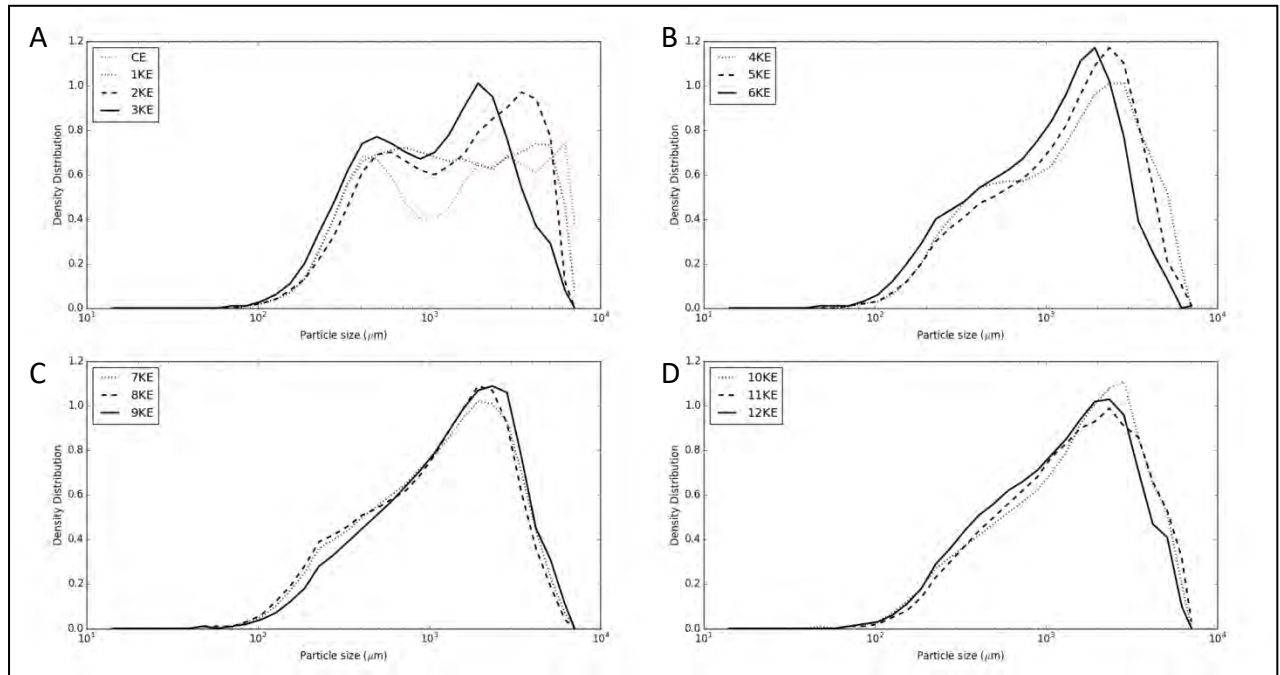 A
1.2
1.0
0.8
0.6
0.4
0.2
0.0
Density Distribution
CE
1KE
2KE
3KE
10¹
10²
10³
10⁴
Particle size (μm)
B
1.2
1.0
0.8
0.6
0.4
0.2
0.0
Density Distribution
4KE
5KE
6KE
10¹
10²
10³
10⁴
Particle size (μm)
C
1.2
1.0
0.8
0.6
0.4
0.2
0.0
Density Distribution
7KE
8KE
9KE
10¹
10²
10³
10⁴
Particle size (μm)
D
1.2
1.0
0.8
0.6
0.4
0.2
0.0
Density Distribution
10KE
11KE
12KE
10¹
10²
10³
10⁴
Particle size (μm)